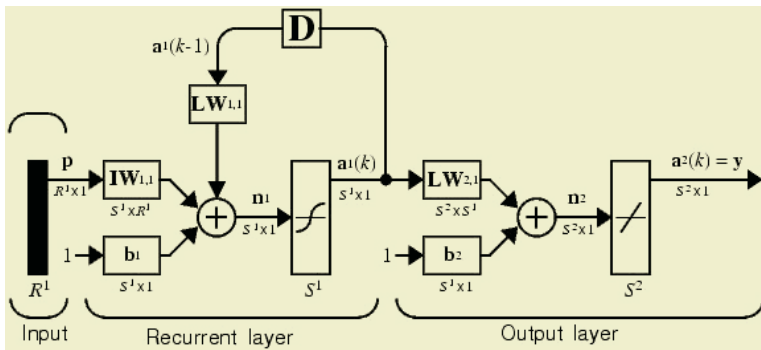 D
a¹(k-1)
LW1,1
p
R¹x1
IW1,1
S¹xR¹
1
b1
S¹x1
R¹
n1
S¹x1
S¹
a¹(k)
S¹x1
LW2,1
S²xS¹
1
b2
S¹x1
n2
S²x1
S²
a²(k) = y
S²x1
Input
Recurrent layer
Output layer